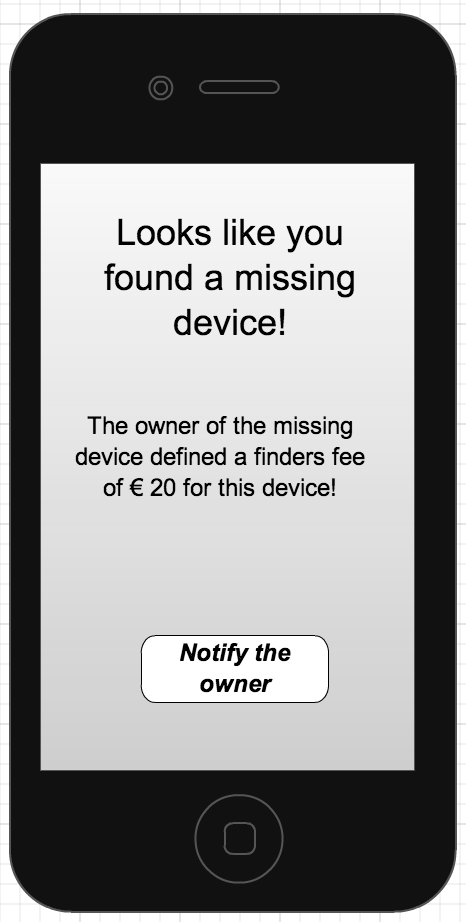 Looks like you
found a missing
device!
The owner of the missing
device defined a finders fee
of € 20 for this device!
Notify the
owner